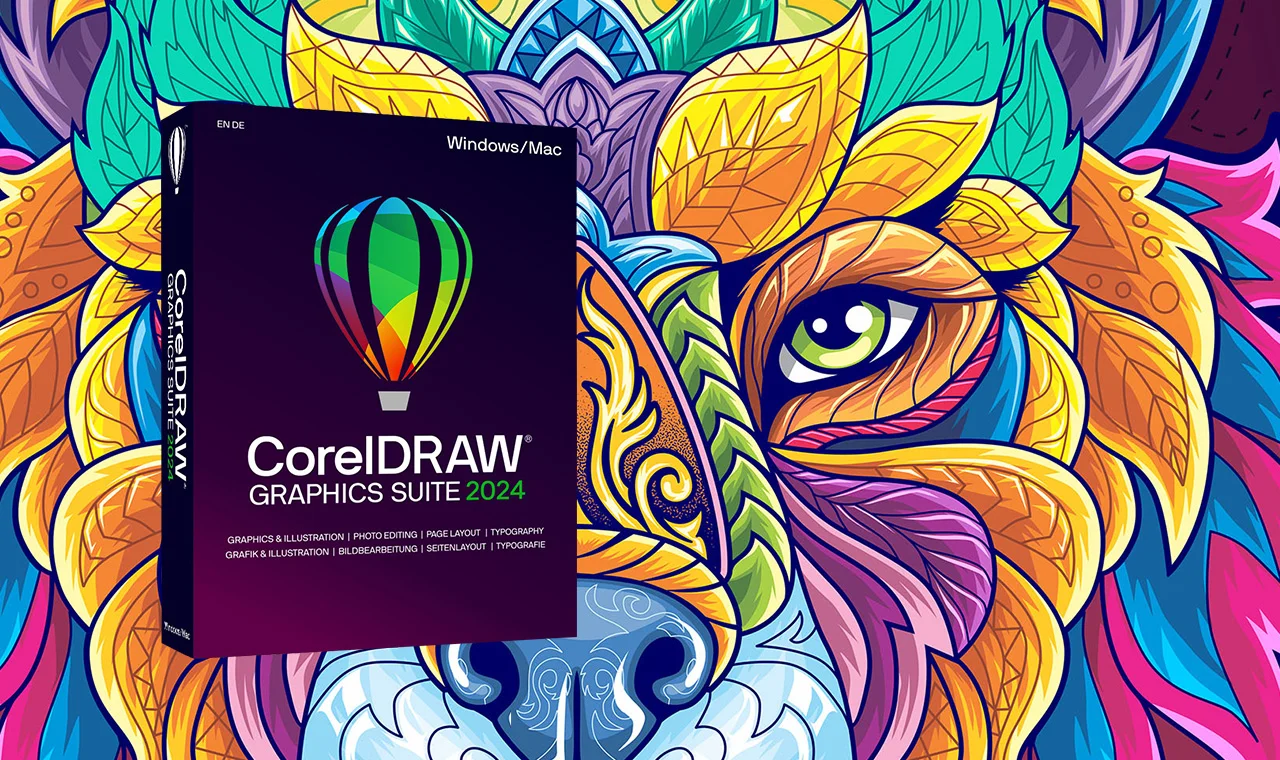 EN DE
Windows/Mac
CorelDRAW®
GRAPHICS SUITE 2024
GRAPHICS & ILLUSTRATION | PHOTO EDITING | PAGE LAYOUT | TYPOGRAPHY
GRAFIK & ILLUSTRATION | BILDBEARBEITUNG | SEITENLAYOUT | TYPOGRAFIE
CorelDRAW®
GRAPHICS SUITE 2024
Windows/Mac